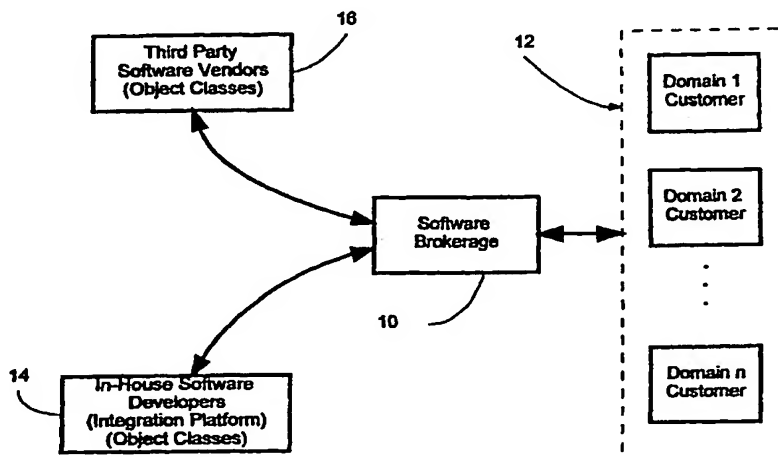 16
Third Party
Software Vendors
(Object Classes)
12
Domain 1
Customer
Domain 2
Customer
Software
Brokerage
10
14
In-House Software
Developers
(Integration Platform)
(Object Classes)
Domain n
Customer